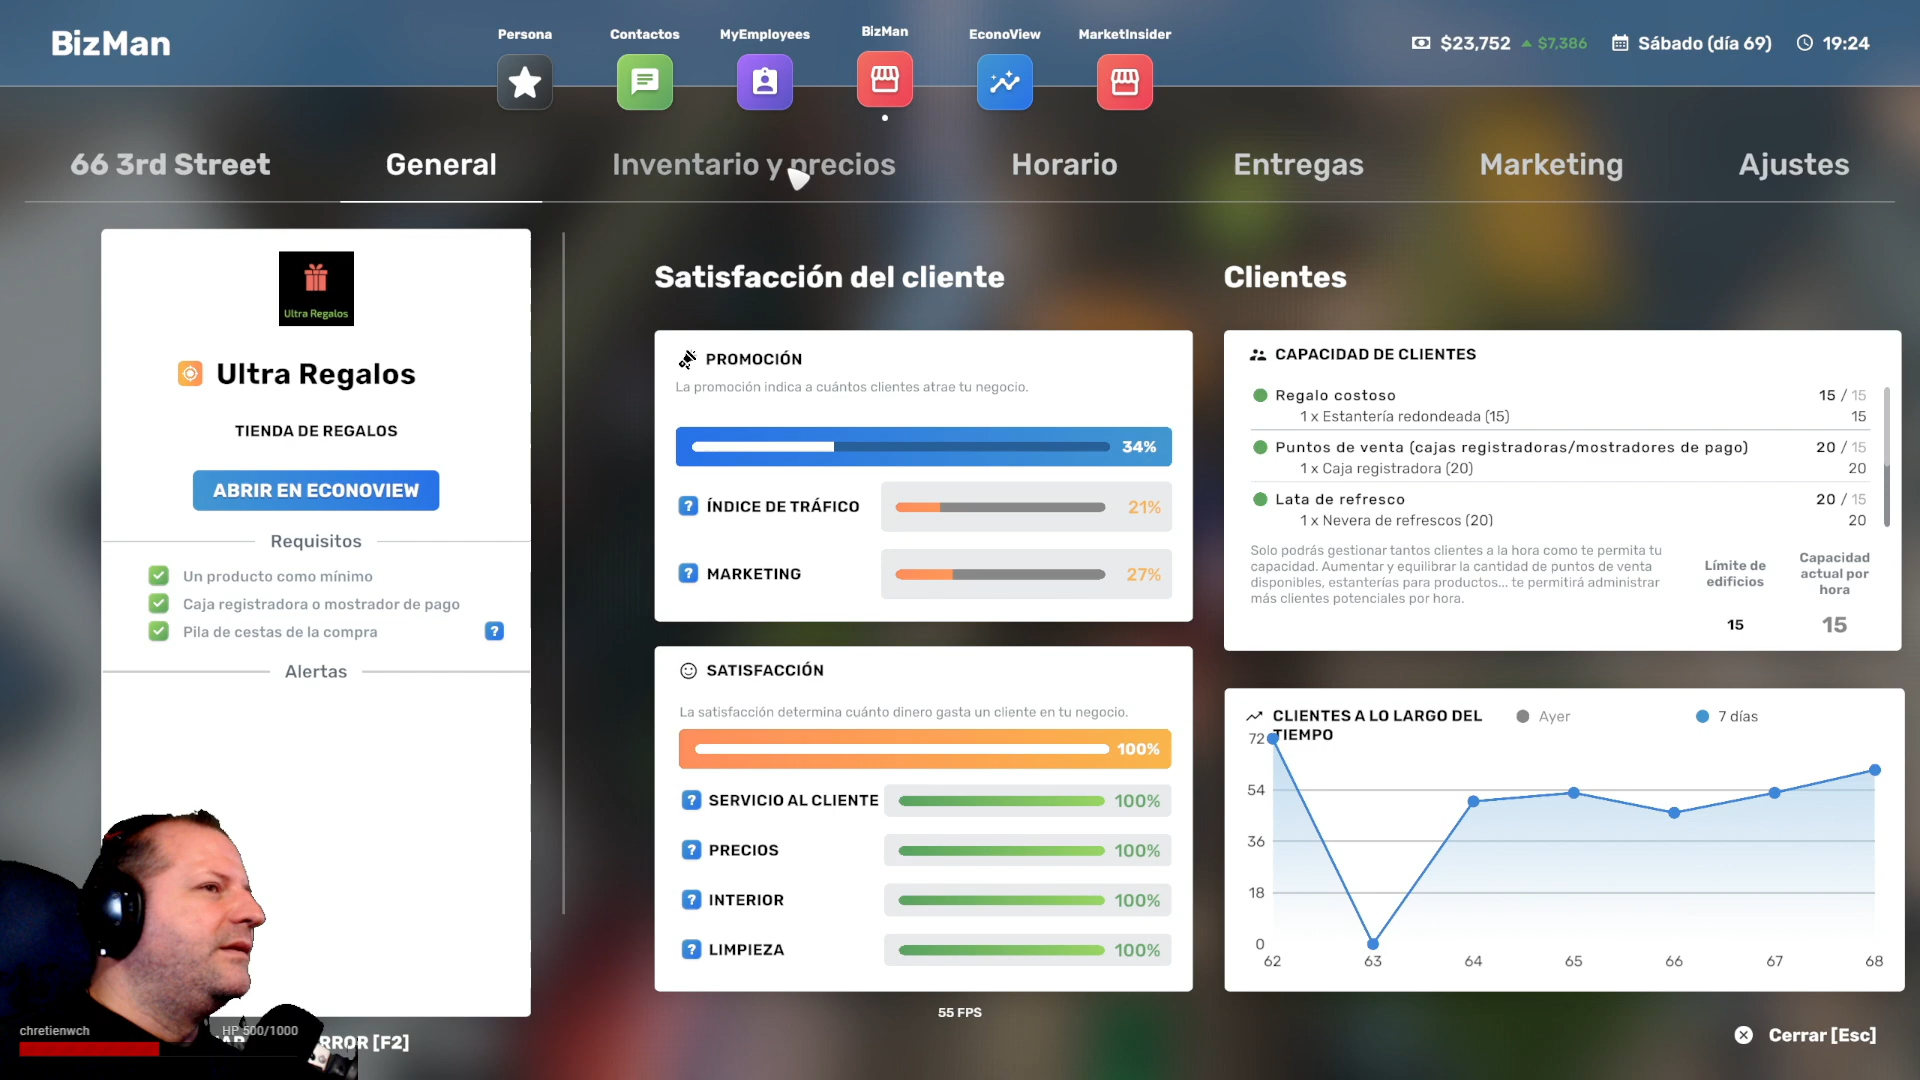 BizMan
Persona
Contactos
MyEmployees
BizMan
EconoView
MarketInsider
$23,752
$7,386
Sábado (día 69)
19:24
66 3rd Street
General
Inventario y precios
Horario
Entregas
Marketing
Ajustes
Ultra Regalos
Ultra Regalos
TIENDA DE REGALOS
ABRIR EN ECONOVIEW
Requisitos
Un producto como mínimo
Caja registradora o mostrador de pago
Pila de cestas de la compra
?
Alertas
Satisfacción del cliente
PROMOCIÓN
La promoción indica a cuántos clientes atrae tu negocio.
34%
? ÍNDICE DE TRÁFICO 21%
? MARKETING 27%
SATISFACCIÓN
La satisfacción determina cuánto dinero gasta un cliente en tu negocio.
100%
? SERVICIO AL CLIENTE 100%
? PRECIOS 100%
? INTERIOR 100%
? LIMPIEZA 100%
Clientes
CAPACIDAD DE CLIENTES
Regalo costoso 15 / 15
1 x Estantería redondeada (15) 15
Puntos de venta (cajas registradoras/mostradores de pago) 20 / 15
1 x Caja registradora (20) 20
Lata de refresco 20 / 15
1 x Nevera de refrescos (20) 20
Solo podrás gestionar tantos clientes a la hora como te permita tu
capacidad. Aumentar y equilibrar la cantidad de puntos de venta
disponibles, estanterías para productos... te permitirá administrar
más clientes potenciales por hora.
Límite de
edificios
15
Capacidad
actual por
hora
15
CLIENTES A LO LARGO DEL
TIEMPO
Ayer
7 días
72
54
36
18
0
62 63 64 65 66 67 68
55 FPS
chretienwch
HP 500/1000
RROR [F2]
Cerrar [Esc]